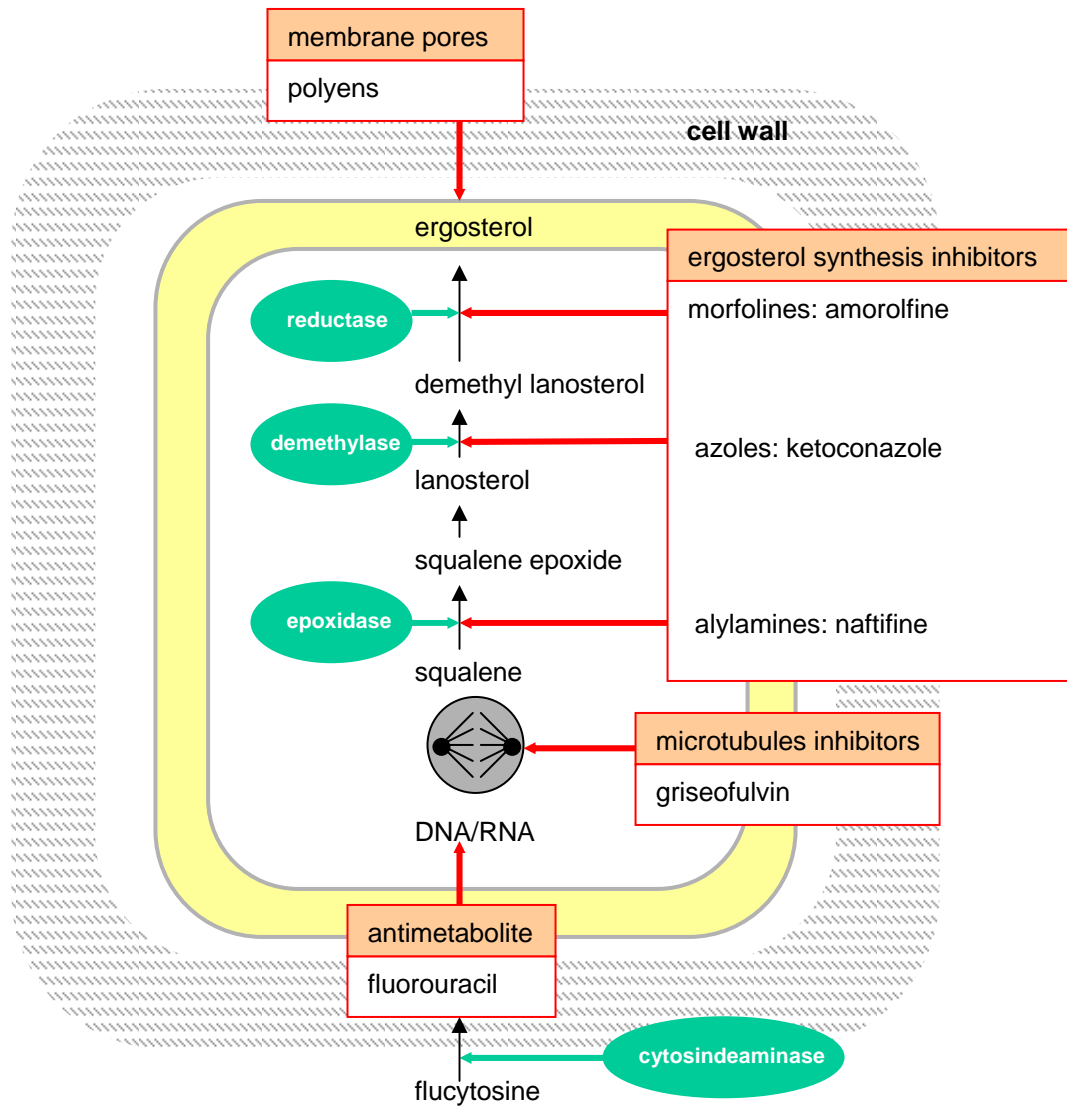 membrane pores
polyens
cell wall
ergosterol
ergosterol synthesis inhibitors
reductase
morfolines: amorolfine
demethyl lanosterol
demethylase
azoles: ketoconazole
lanosterol
squalene epoxide
epoxidase
alylamines: naftifine
squalene
microtubules inhibitors
griseofulvin
DNA/RNA
antimetabolite
fluorouracil
cytosindeaminase
flucytosine